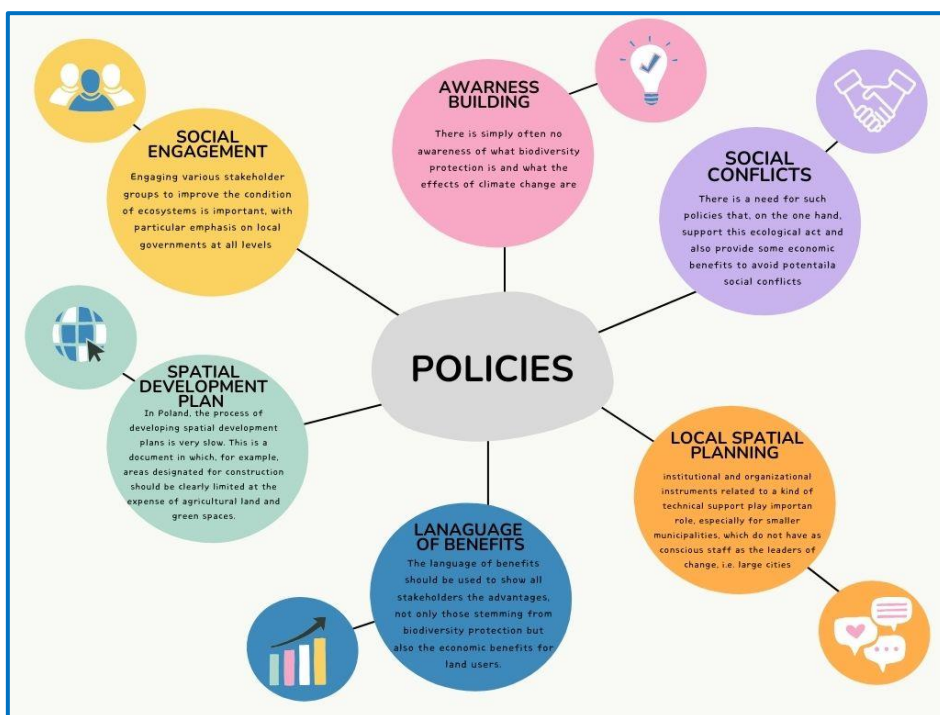 SOCIAL
ENGAGEMENT
Engaging various stakeholder
groups to improve the condition
of ecosystems is important, with
particular emphasis on local
governments at all levels
AWARNESS
BUILDING
There is simply often no
awareness of what biodiversity
protection is and what the
effects of climate change are
SOCIAL
CONFLICTS
There is a need for such
policies that, on the one hand,
support this ecological act and
also provide some economic
benefits to avoid potentaila
social conflicts
POLICIES
SPATIAL
DEVELOPMENT
PLAN
In Poland, the process of
developing spatial development
plans is very slow. This is a
document in which, for example,
areas designated for construction
should be clearly limited at the
expense of agricultural land and
green spaces.
LOCAL SPATIAL
PLANNING
institutional and organizational
instruments related to a kind of
technical support play importan
role, especially for smaller
municipalities, which do not have as
conscious staff as the leaders of
change, i.e. large cities
LANAGUAGE
OF BENEFITS
The language of benefits
should be used to show all
stakeholders the advantages,
not only those stemming from
biodiversity protection but
also the economic benefits for
land users.